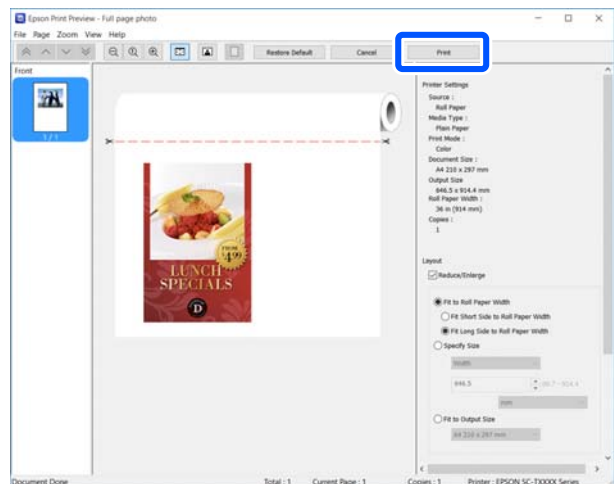 Epson Print Preview - Full page photo
File Page Zoom View Help
Restore Default
Cancel
Print
Front
1 / 1
FROM
$4.99
LUNCH
SPECIALS
D
Printer Settings
Source :
Roll Paper
Media Type :
Plain Paper
Print Mode :
Color
Document Size :
A4 210 x 297 mm
Output Size
646.5 x 914.4 mm
Roll Paper Width :
36 in (914 mm)
Copies :
1
Layout
Reduce/Enlarge
Fit to Roll Paper Width
Fit Short Side to Roll Paper Width
Fit Long Side to Roll Paper Width
Specify Size
Width
646.5
mm
Fit to Output Size
A4 210 x 297 mm
Document Done
Total : 1
Current Page : 1
Copies : 1
Printer : EPSON SC-TXXXX Series